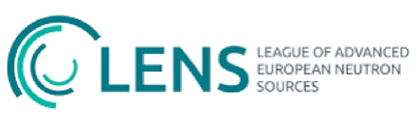 LENS
LEAGUE OF ADVANCED
EUROPEAN NEUTRON
SOURCES